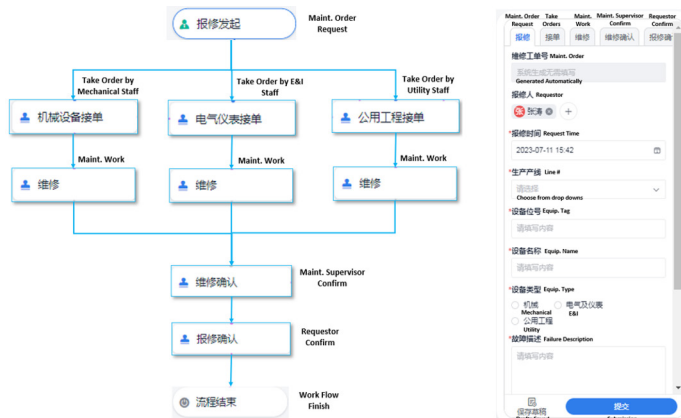 报修发起
Maint. Order
Request
Take Order by
Mechanical Staff
Take Order by E&I
Staff
Take Order by
Utility Staff
机械设备接单
电气仪表接单
公用工程接单
Maint. Work
Maint. Work
Maint. Work
维修
维修
维修
维修确认
Maint. Supervisor
Confirm
报修确认
Requestor
Confirm
流程结束
Work Flow
Finish
Maint. Order
Request
Take
Orders
Maint.
Work
Maint. Supervisor
Confirm
Requestor
Confirm
报修 接单 维修 维修确认 报修确
维修工单号 Maint. Order
系统生成无需填写
Generated Automatically
报修人 Requestor
张涛
*报修时间 Request Time
2023-07-11 15:42
*生产产线 Line #
请选择
Choose from drop downs
*设备位号 Equip. Tag
请填写内容
*设备名称 Equip. Name
请填写内容
*设备类型 Equip. Type
机械 电气及仪表
Mechanical E&I
公用工程
Utility
*故障描述 Failure Description
请填写内容
保存草稿
提交